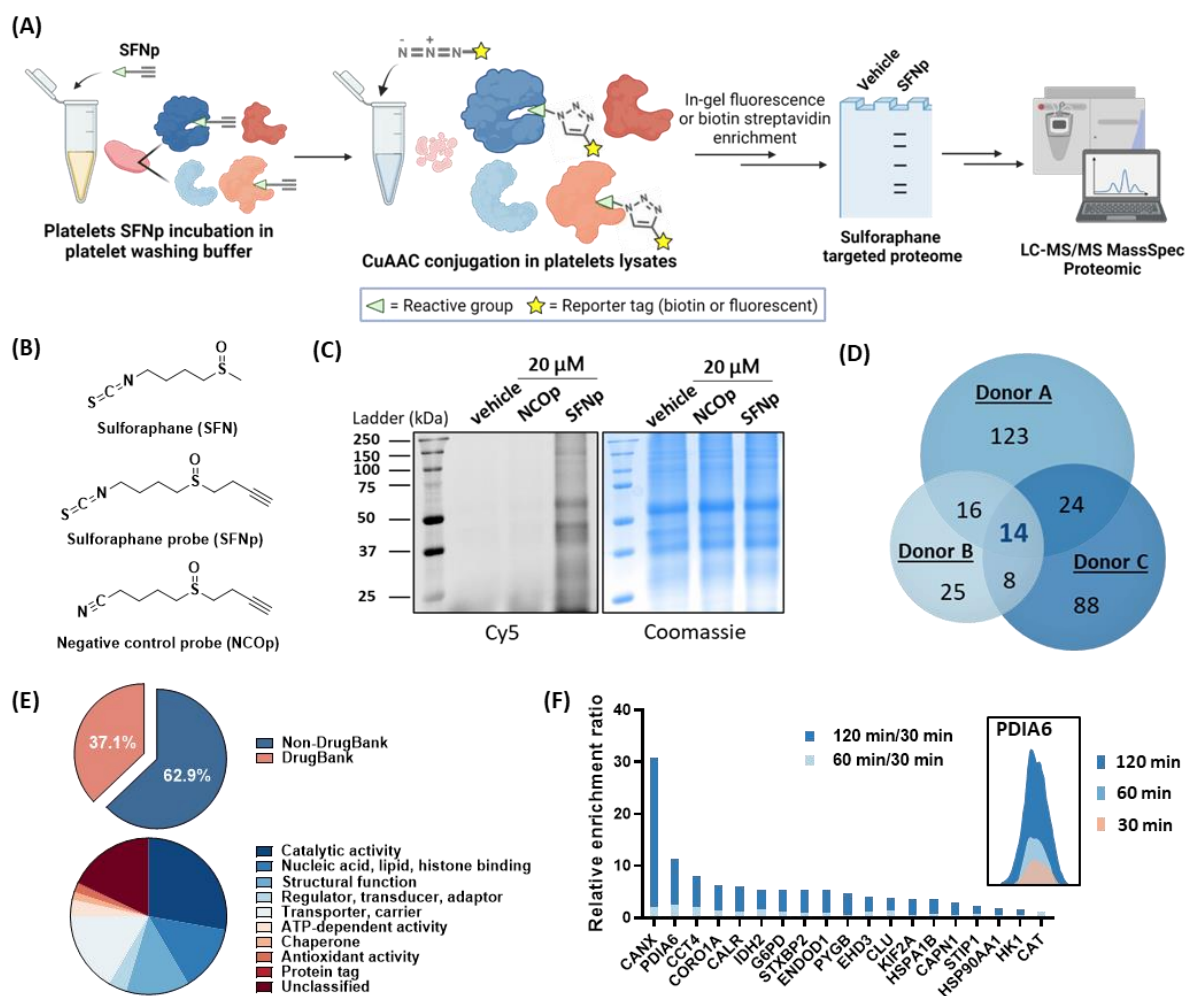 (A)
SFNp
- +
N=N=N
Vehicle
SFNp
In-gel fluorescence
or biotin streptavidin
enrichment
N N
N
N N
N
Platelets SFNp incubation in
platelet washing buffer
CuAAC conjugation in platelets lysates
Sulforaphane
targeted proteome
LC-MS/MS MassSpec
Proteomic
= Reactive group = Reporter tag (biotin or fluorescent)
(B)
O
S
N
C
S
Sulforaphane (SFN)
O
S
N
C
S
Sulforaphane probe (SFNp)
O
S
N
Negative control probe (NCOp)
(C)
20 µM
20 µM
Ladder (kDa)
vehicle
NCOp
SFNp
vehicle
NCOp
SFNp
250
150
100
75
50
37
25
Cy5
Coomassie
(D)
Donor A
123
16
24
14
Donor B
Donor C
8
25
88
(E)
37.1%
62.9%
Non-DrugBank
DrugBank
Catalytic activity
Nucleic acid, lipid, histone binding
Structural function
Regulator, transducer, adaptor
Transporter, carrier
ATP-dependent activity
Chaperone
Antioxidant activity
Protein tag
Unclassified
(F)
Relative enrichment ratio
40
30
20
10
0
120 min/30 min
60 min/30 min
PDIA6
120 min
60 min
30 min
CANX
PDIA6
CCT4
CORO1A
CALR
IDH2
G6PD
STXBP2
ENDOD1
PYGB
EHD3
CLU
KIF2A
HSPA1B
CAPN1
STIP1
HSP90AA1
HK1
CAT